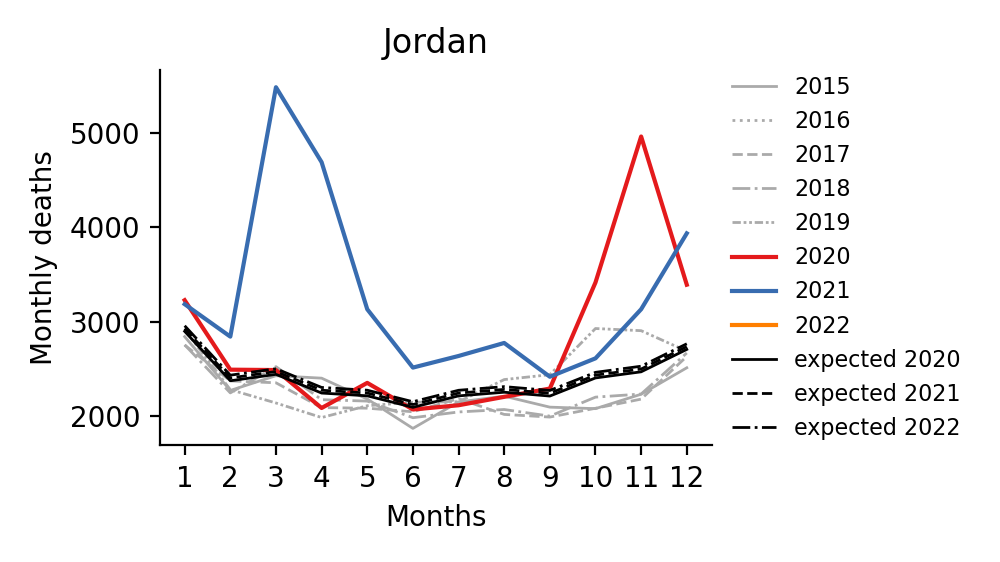 Jordan
Monthly deaths
5000
4000
3000
2000
1 2 3 4 5 6 7 8 9 10 11 12
Months
2015
2016
2017
2018
2019
2020
2021
2022
expected 2020
expected 2021
expected 2022